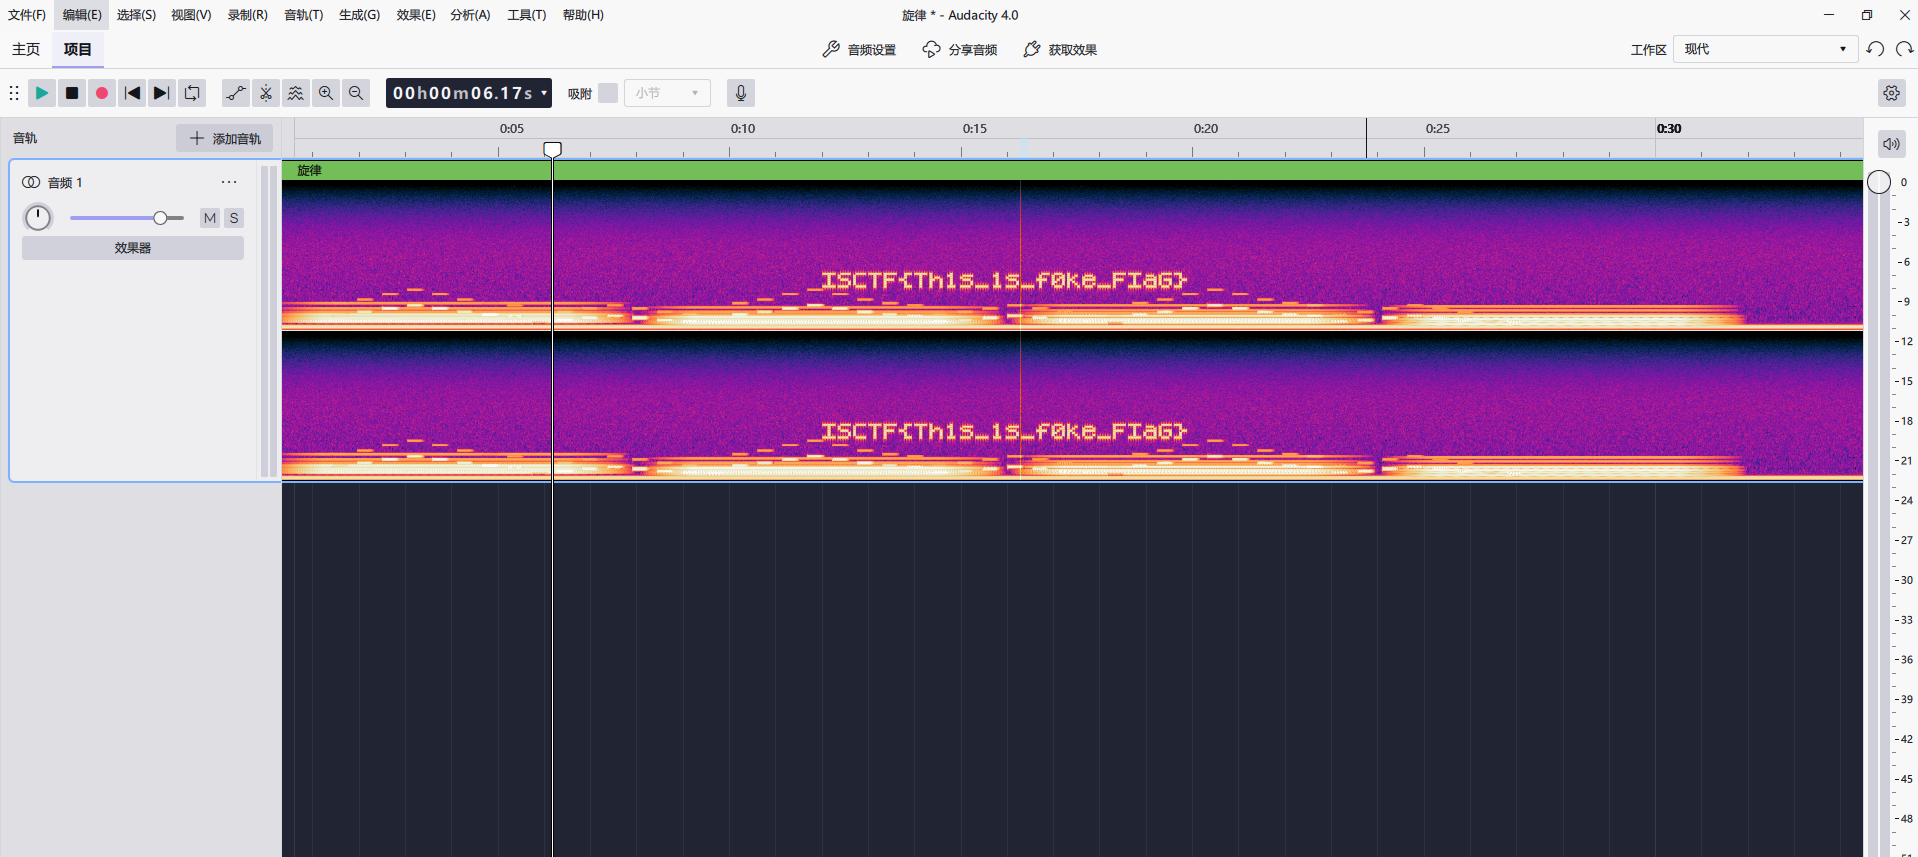 文件(F) 编辑(E) 选择(S) 视图(V) 录制(R) 音轨(T) 生成(G) 效果(E) 分析(A) 工具(T) 帮助(H) 旋律 * - Audacity 4.0
主页 项目 音频设置 分享音频 获取效果 工作区 现代
00h00m06.17s 吸附 小节
音轨 添加音轨 0:05 0:10 0:15 0:20 0:25 0:30
旋律
音频 1
M S
效果器
ISCTF{Th1s_1s_f0ke_FIaG}
ISCTF{Th1s_1s_f0ke_FIaG}
0
-3
-6
-9
-12
-15
-18
-21
-24
-27
-30
-33
-36
-39
-42
-45
-48